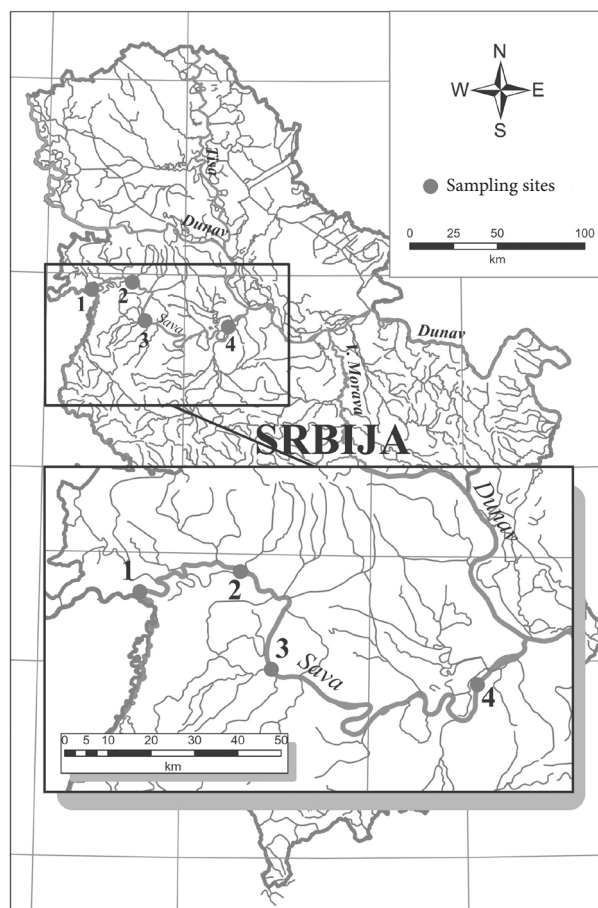 N
W E
S
Sampling sites
0 25 50 100
km
Tisa
Dunav
1
2
3
Sava
4
Dunav
V. Morava
SRBIJA
Dunav
1
2
3
Sava
4
0 5 10 20 30 40 50
km